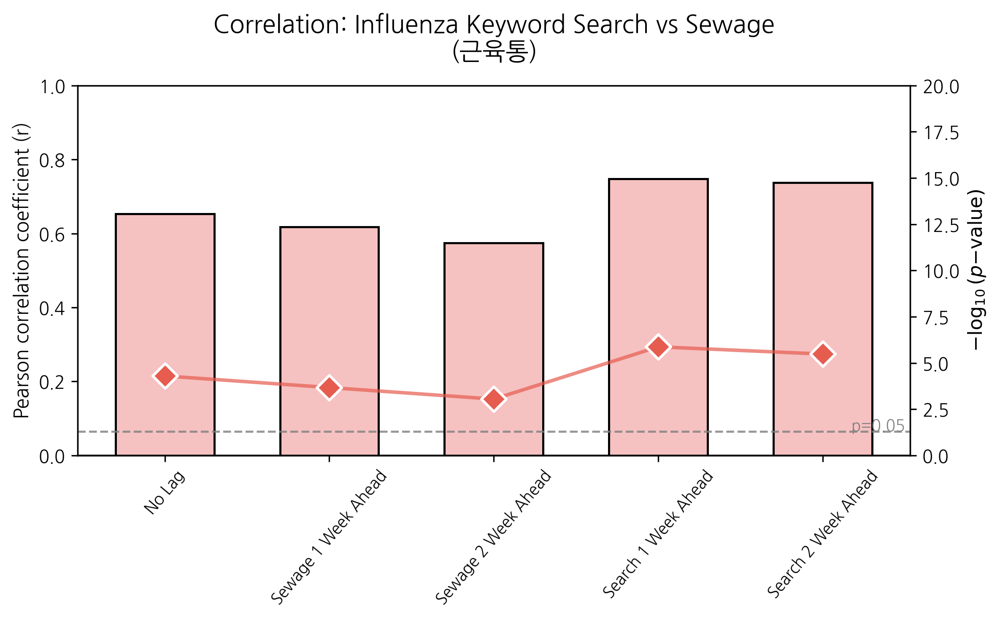 Correlation: Influenza Keyword Search vs Sewage
(근육통)
Pearson correlation coefficient (r)
1.0
0.8
0.6
0.4
0.2
0.0
20.0
17.5
15.0
12.5
10.0
7.5
5.0
2.5
0.0
−log₁₀(p−value)
p=0.05
No Lag
Sewage 1 Week Ahead
Sewage 2 Week Ahead
Search 1 Week Ahead
Search 2 Week Ahead